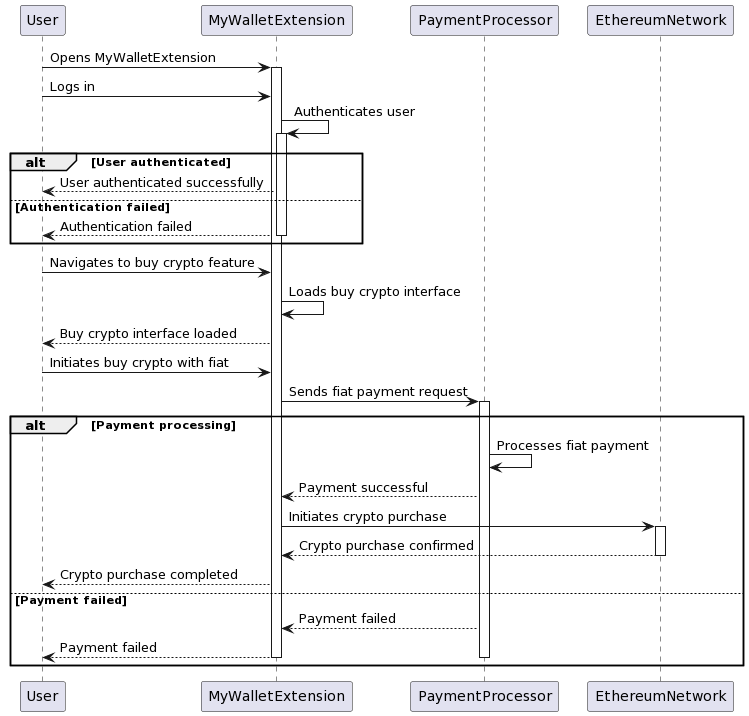 User MyWalletExtension PaymentProcessor EthereumNetwork
Opens MyWalletExtension
Logs in
Authenticates user
alt [User authenticated]
User authenticated successfully
[Authentication failed]
Authentication failed
Navigates to buy crypto feature
Loads buy crypto interface
Buy crypto interface loaded
Initiates buy crypto with fiat
Sends fiat payment request
alt [Payment processing]
Processes fiat payment
Payment successful
Initiates crypto purchase
Crypto purchase confirmed
Crypto purchase completed
[Payment failed]
Payment failed
Payment failed
User MyWalletExtension PaymentProcessor EthereumNetwork